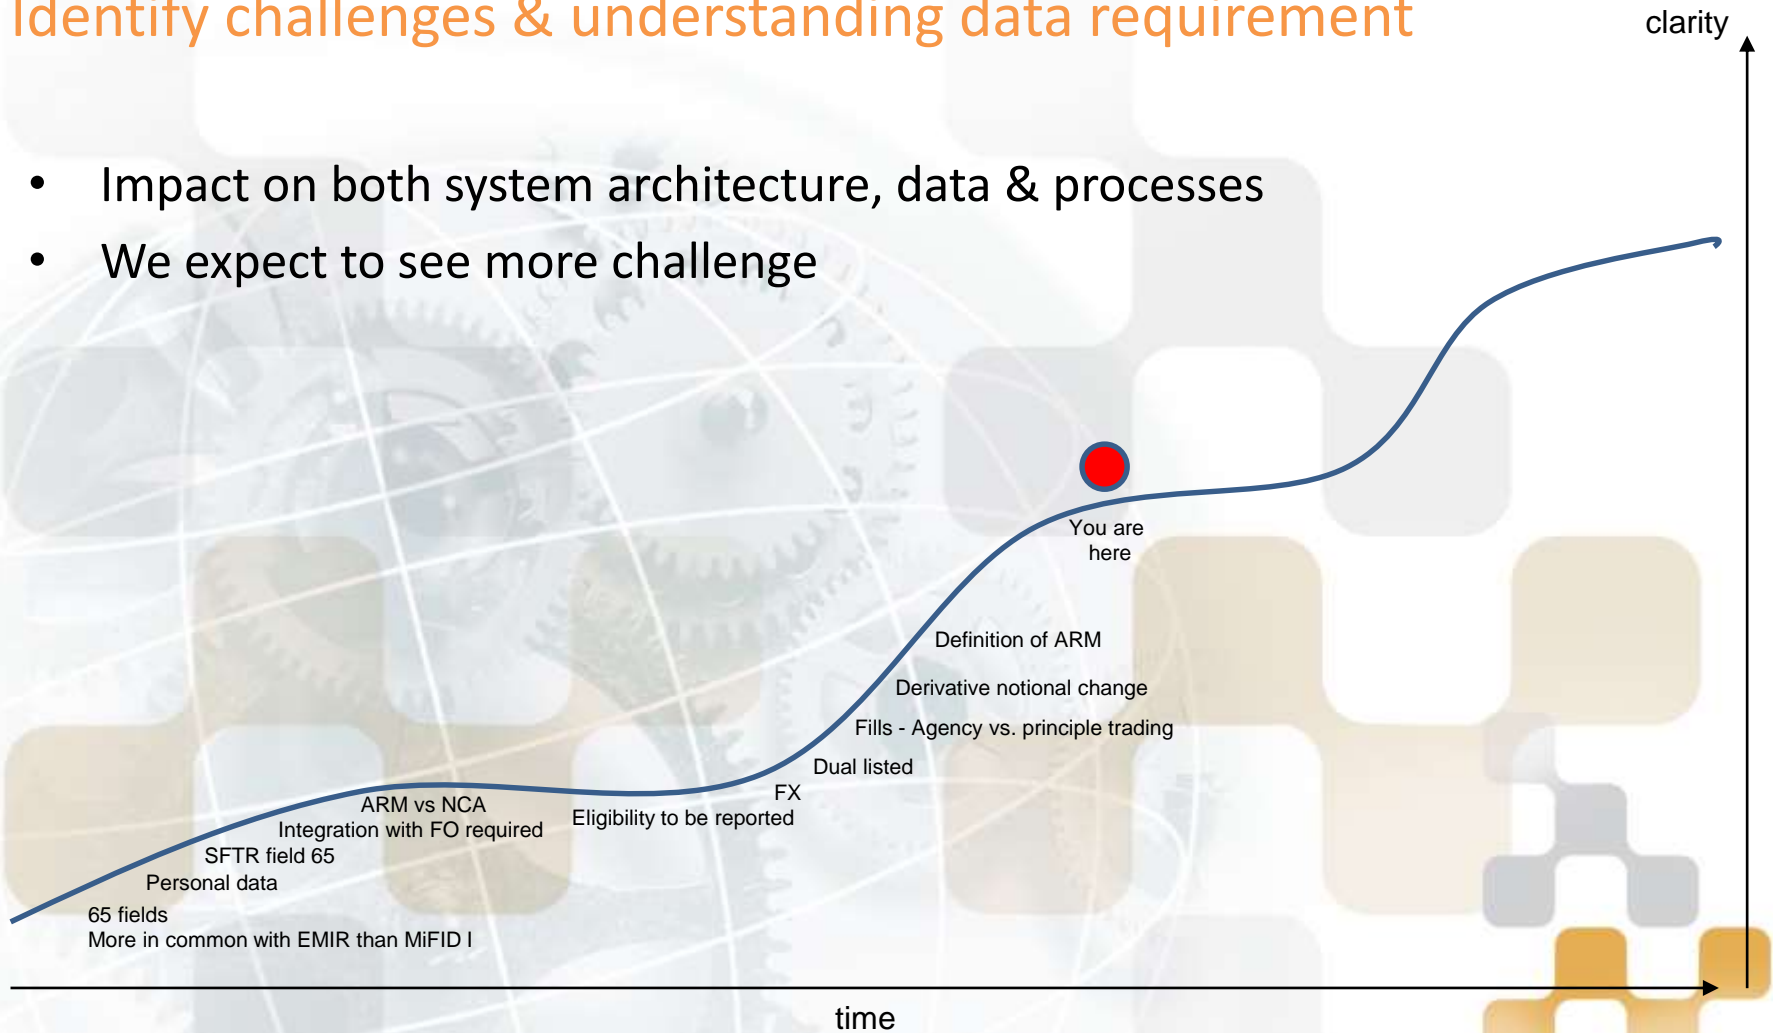 Identify challenges & understanding data requirement
clarity
• Impact on both system architecture, data & processes
• We expect to see more challenge
You are
here
Definition of ARM
Derivative notional change
Fills - Agency vs. principle trading
Dual listed
FX
Eligibility to be reported
ARM vs NCA
Integration with FO required
SFTR field 65
Personal data
65 fields
More in common with EMIR than MiFID I
time